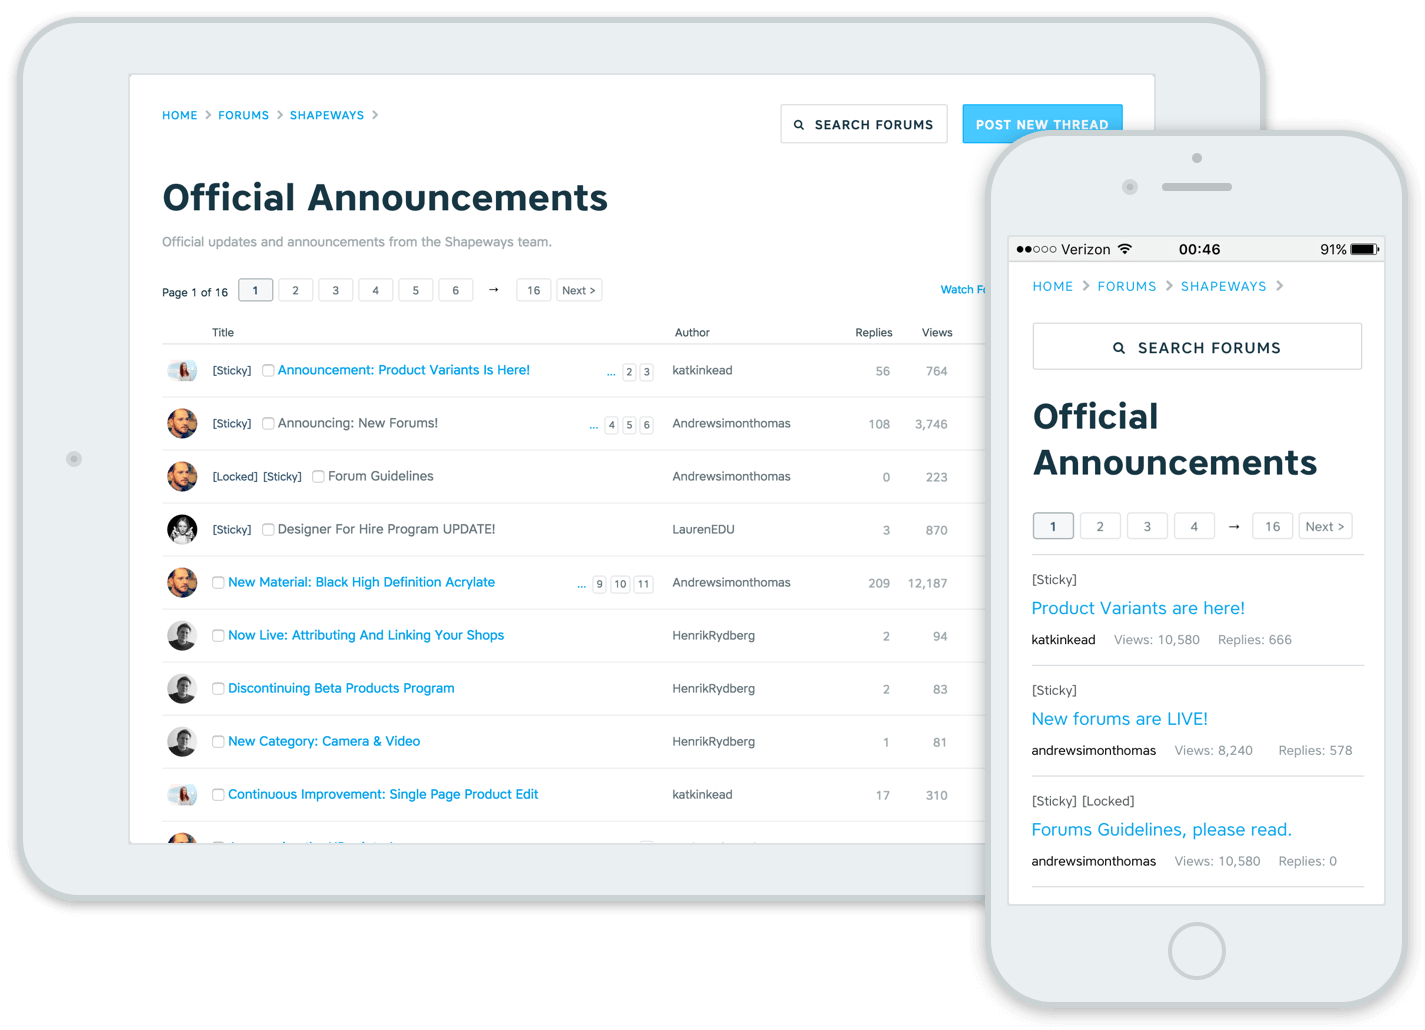 HOME > FORUMS > SHAPEWAYS >
SEARCH FORUMS
POST NEW THREAD
Official Announcements
Official updates and announcements from the Shapeways team.
Page 1 of 16 1 2 3 4 5 6 → 16 Next >
Watch
Title Author Replies Views
[Sticky] Announcement: Product Variants Is Here! ... 2 3 katkinkead 56 764
[Sticky] Announcing: New Forums! ... 4 5 6 Andrewsimonthomas 108 3,746
[Locked] [Sticky] Forum Guidelines Andrewsimonthomas 0 223
[Sticky] Designer For Hire Program UPDATE! LaurenEDU 3 870
New Material: Black High Definition Acrylate ... 9 10 11 Andrewsimonthomas 209 12,187
Now Live: Attributing And Linking Your Shops HenrikRydberg 2 94
Discontinuing Beta Products Program HenrikRydberg 2 83
New Category: Camera & Video HenrikRydberg 1 81
Continuous Improvement: Single Page Product Edit katkinkead 17 310
Verizon 00:46 91%
HOME > FORUMS > SHAPEWAYS >
SEARCH FORUMS
Official
Announcements
1 2 3 4 → 16 Next >
[Sticky]
Product Variants are here!
katkinkead Views: 10,580 Replies: 666
[Sticky]
New forums are LIVE!
andrewsimonthomas Views: 8,240 Replies: 578
[Sticky] [Locked]
Forums Guidelines, please read.
andrewsimonthomas Views: 10,580 Replies: 0